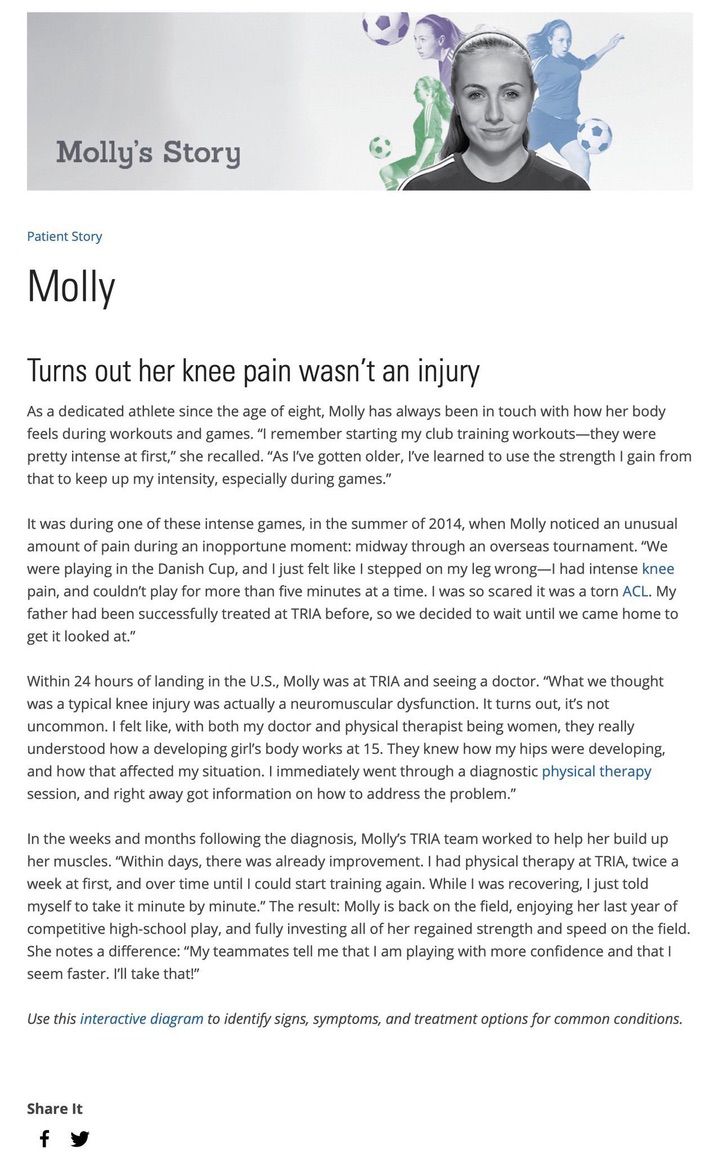 Molly's Story
Patient Story
Molly
Turns out her knee pain wasn’t an injury
As a dedicated athlete since the age of eight, Molly has always been in touch with how her body
feels during workouts and games. “I remember starting my club training workouts—they were
pretty intense at first,” she recalled. “As I’ve gotten older, I’ve learned to use the strength I gain from
that to keep up my intensity, especially during games.”
It was during one of these intense games, in the summer of 2014, when Molly noticed an unusual
amount of pain during an inopportune moment: midway through an overseas tournament. “We
were playing in the Danish Cup, and I just felt like I stepped on my leg wrong—I had intense knee
pain, and couldn’t play for more than five minutes at a time. I was so scared it was a torn ACL. My
father had been successfully treated at TRIA before, so we decided to wait until we came home to
get it looked at.”
Within 24 hours of landing in the U.S., Molly was at TRIA and seeing a doctor. “What we thought
was a typical knee injury was actually a neuromuscular dysfunction. It turns out, it’s not
uncommon. I felt like, with both my doctor and physical therapist being women, they really
understood how a developing girl’s body works at 15. They knew how my hips were developing,
and how that affected my situation. I immediately went through a diagnostic physical therapy
session, and right away got information on how to address the problem.”
In the weeks and months following the diagnosis, Molly’s TRIA team worked to help her build up
her muscles. “Within days, there was already improvement. I had physical therapy at TRIA, twice a
week at first, and over time until I could start training again. While I was recovering, I just told
myself to take it minute by minute.” The result: Molly is back on the field, enjoying her last year of
competitive high-school play, and fully investing all of her regained strength and speed on the field.
She notes a difference: “My teammates tell me that I am playing with more confidence and that I
seem faster. I’ll take that!”
Use this interactive diagram to identify signs, symptoms, and treatment options for common conditions.
Share It